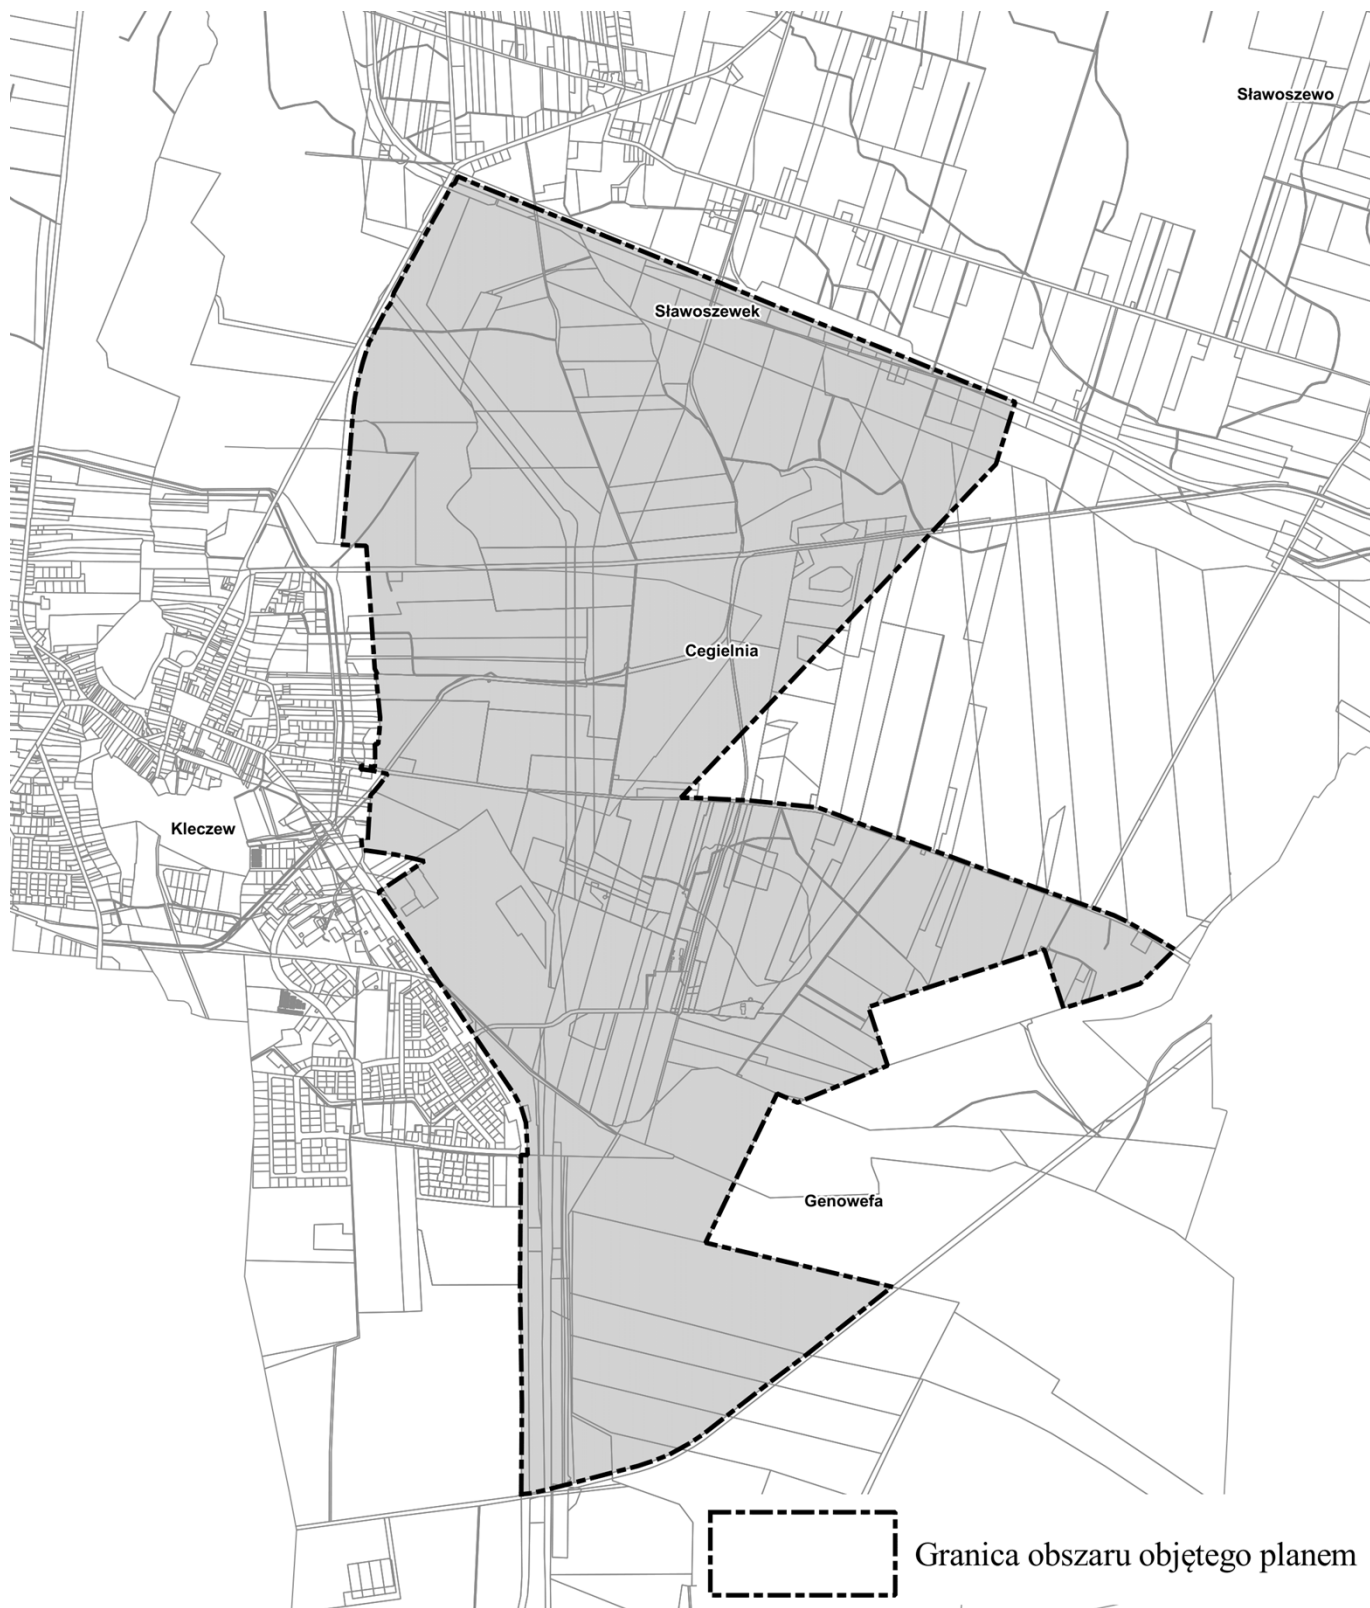 Sławoszewo
Sławoszewek
Cegielnia
Kleczew
Genowefa
Granica obszaru objętego planem